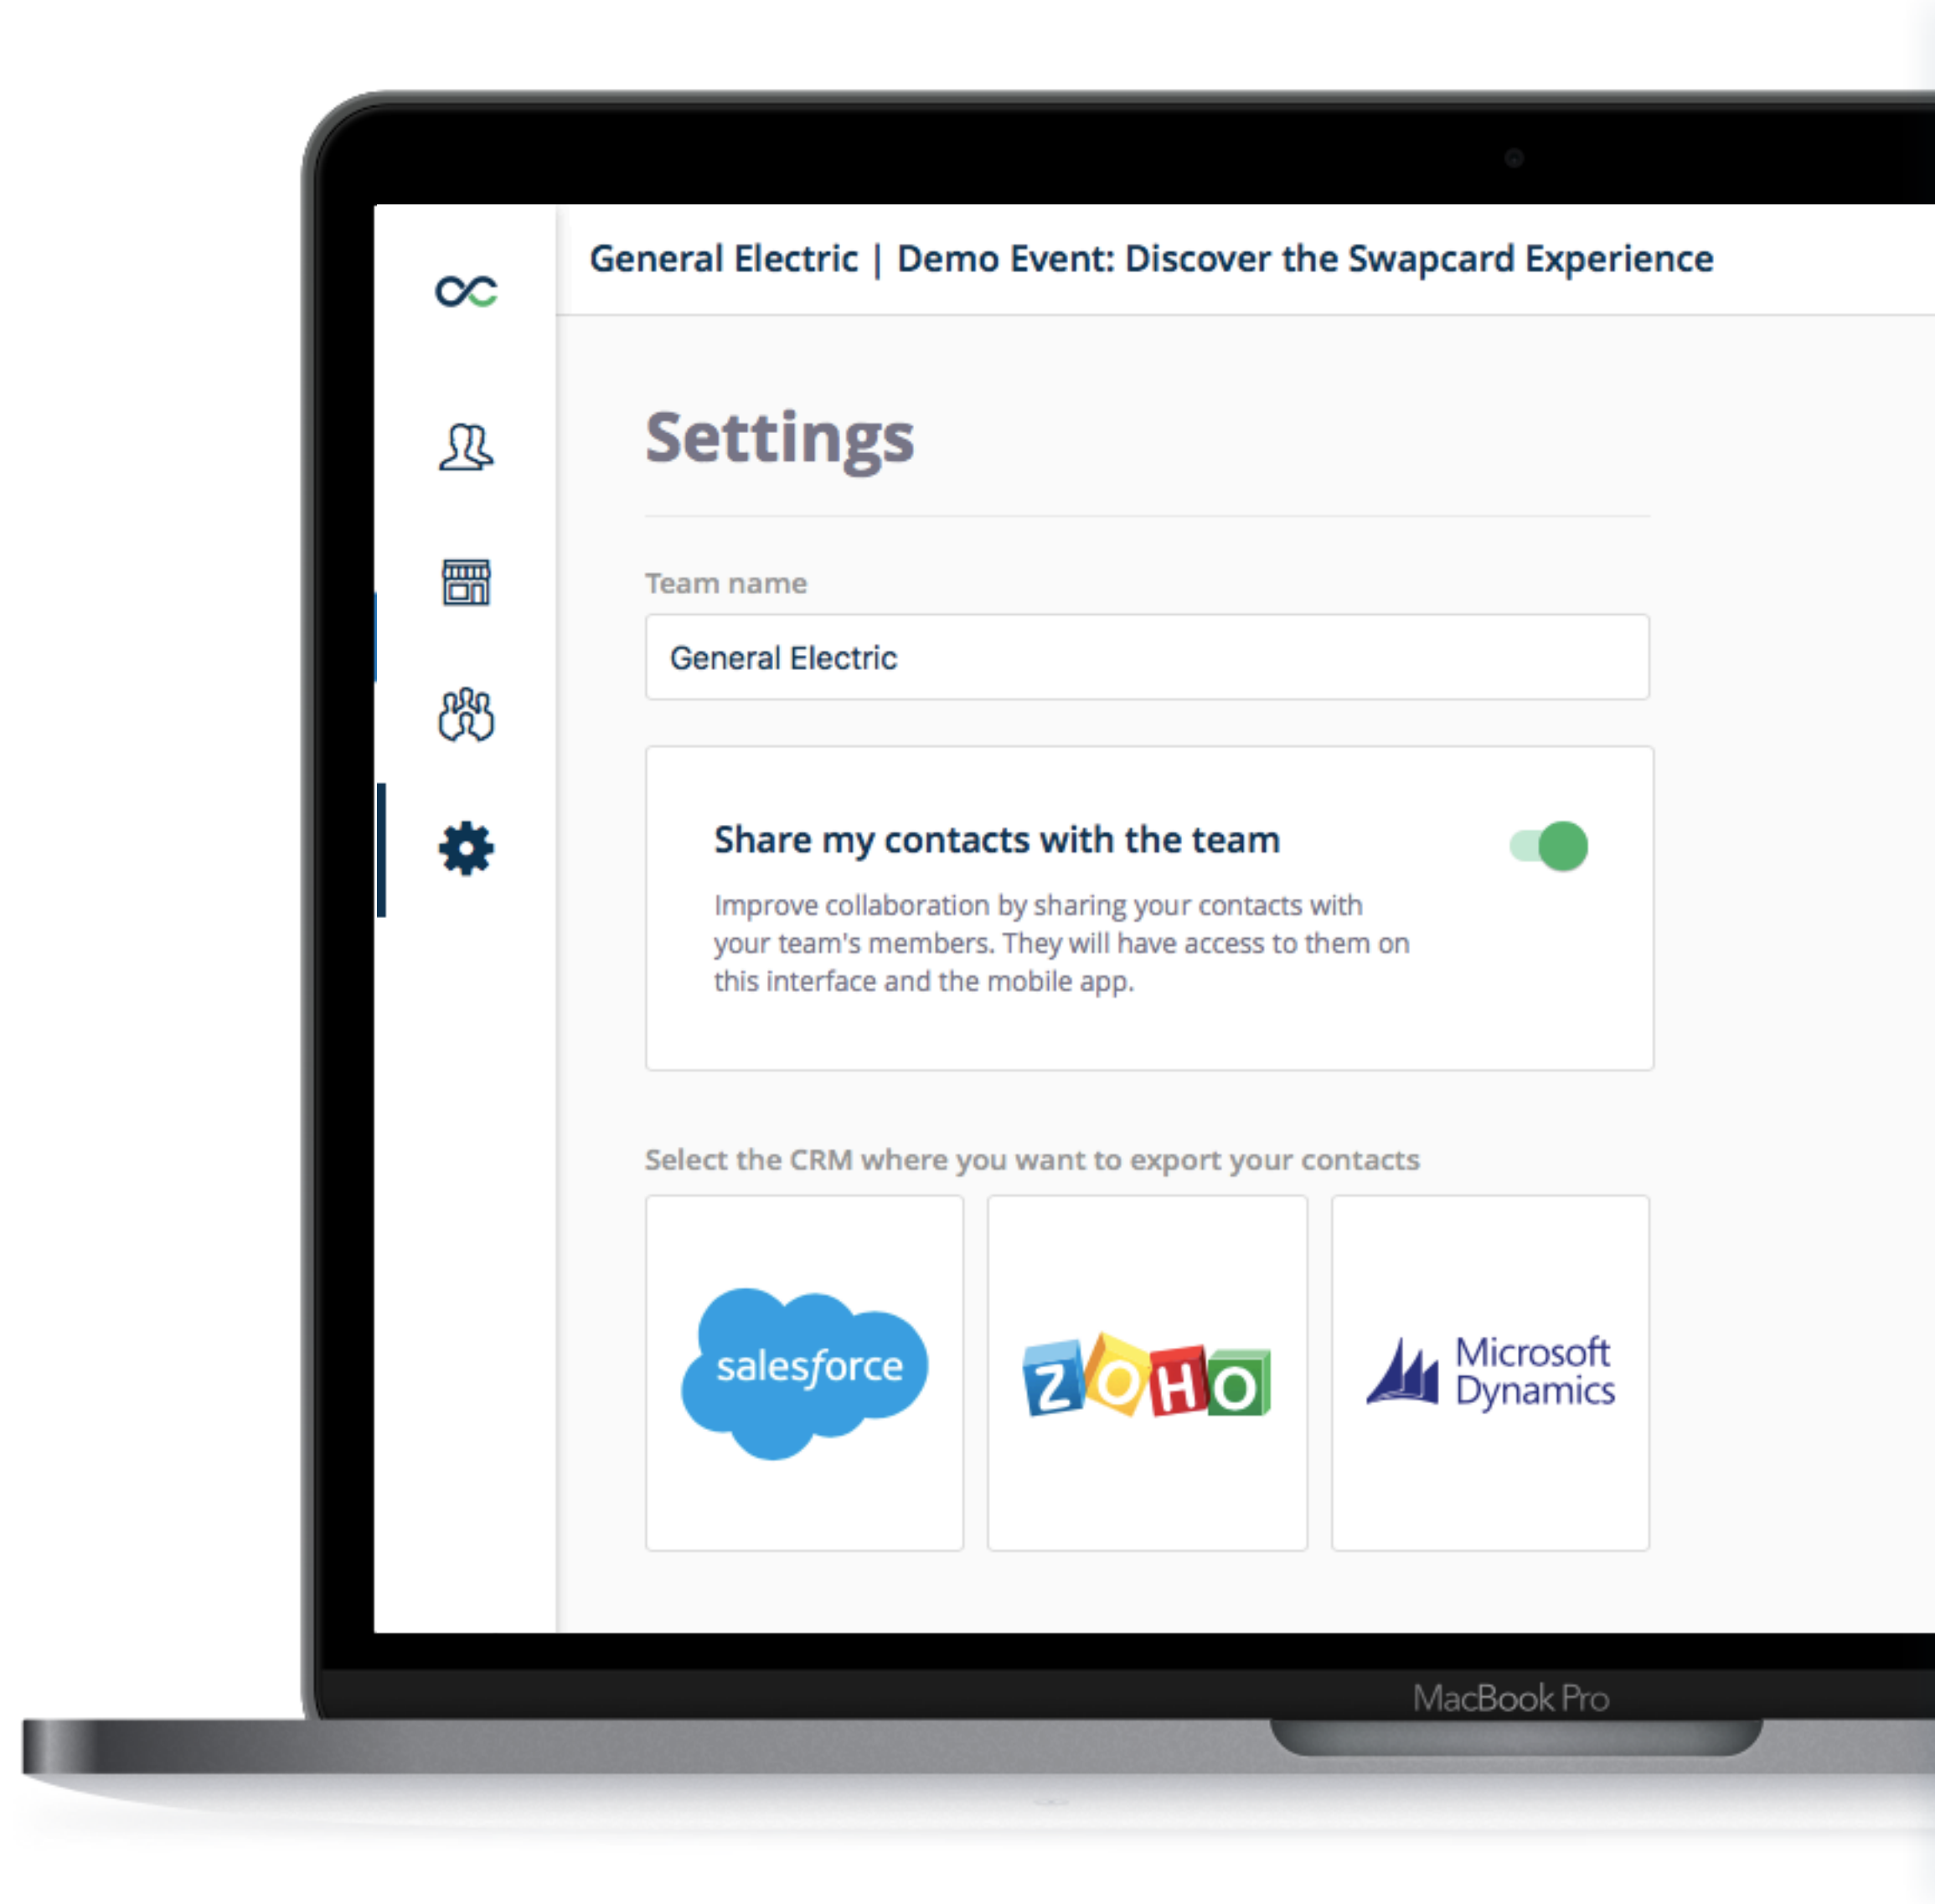 General Electric | Demo Event: Discover the Swapcard Experience
Settings
Team name
General Electric
Share my contacts with the team
Improve collaboration by sharing your contacts with
your team's members. They will have access to them on
this interface and the mobile app.
Select the CRM where you want to export your contacts
salesforce
ZOHO
Microsoft
Dynamics
MacBook Pro